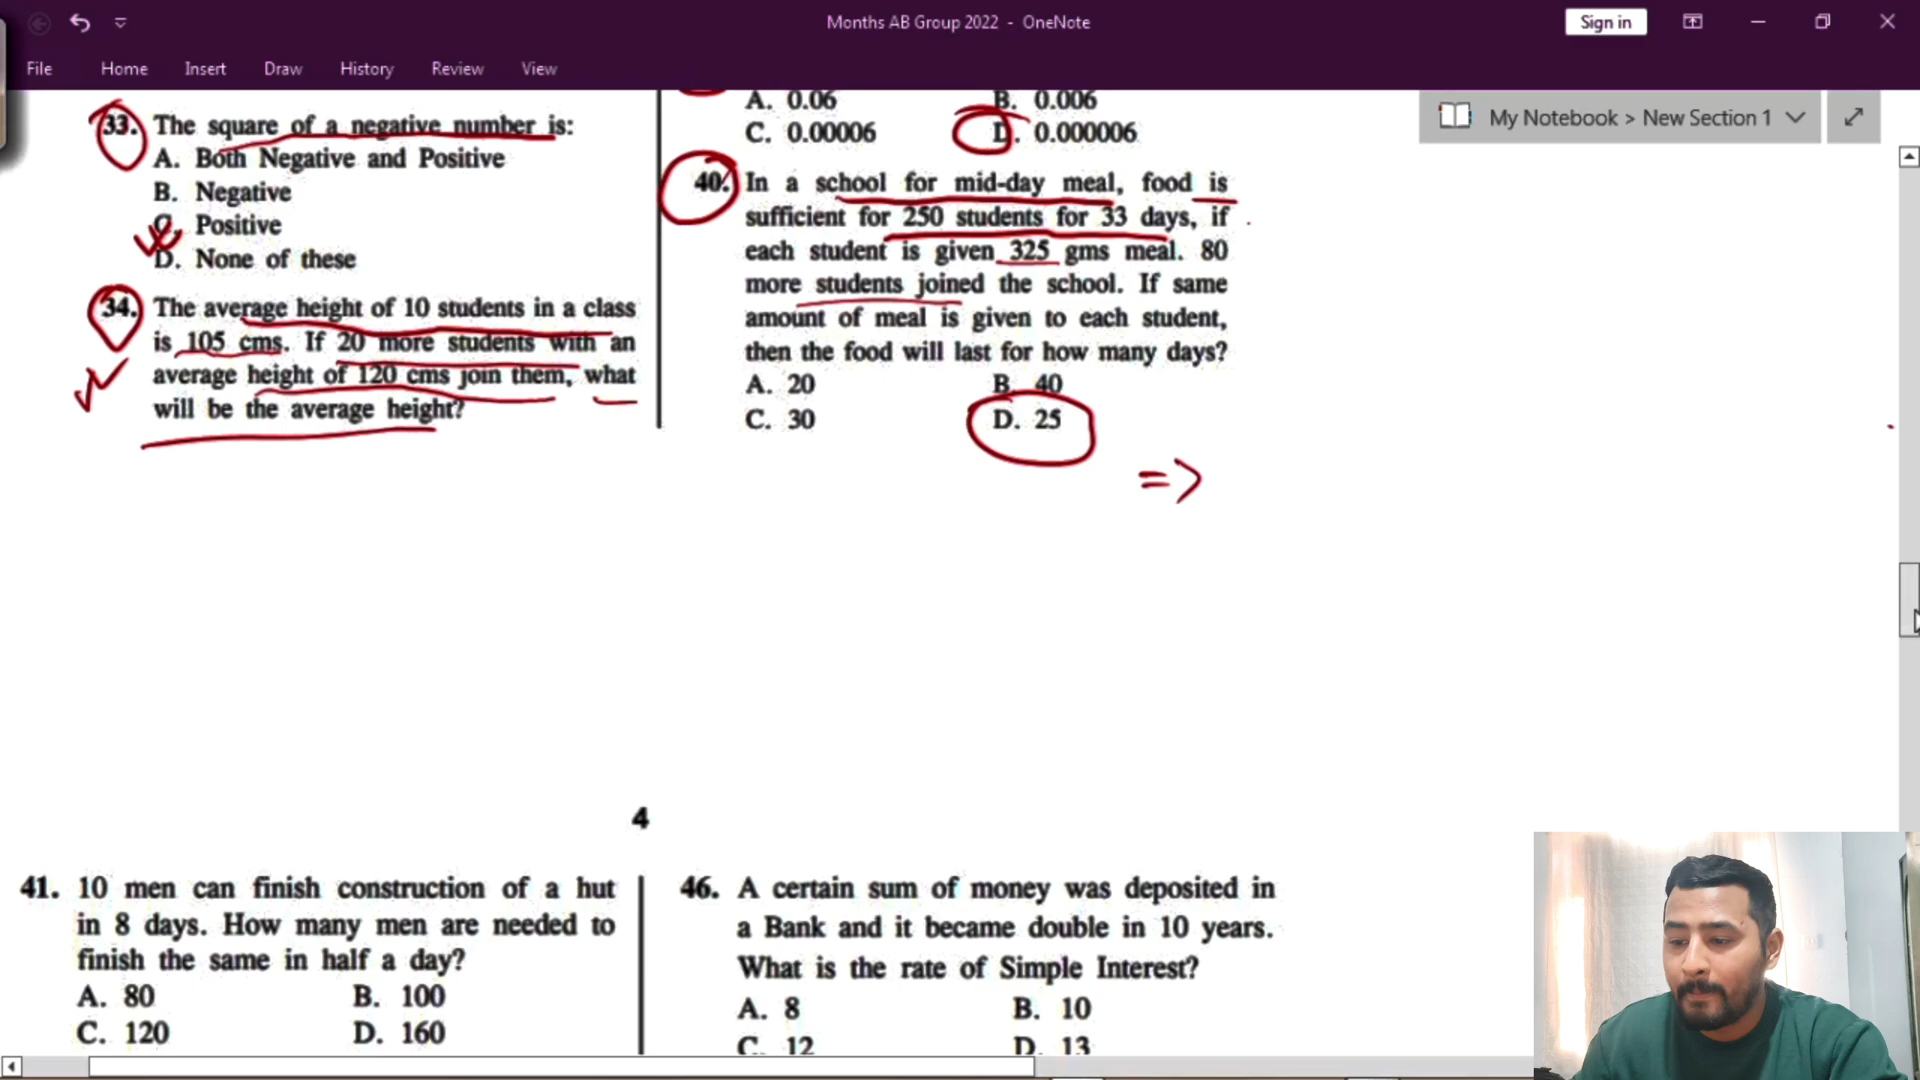 Months AB Group 2022 - OneNote
Sign in
File Home Insert Draw History Review View
My Notebook > New Section 1
33. The square of a negative number is:
A. Both Negative and Positive
B. Negative
C. Positive
D. None of these
34. The average height of 10 students in a class
is 105 cms. If 20 more students with an
average height of 120 cms join them, what
will be the average height?
A. 0.06 B. 0.006
C. 0.00006 D. 0.000006
40. In a school for mid-day meal, food is
sufficient for 250 students for 33 days, if
each student is given 325 gms meal. 80
more students joined the school. If same
amount of meal is given to each student,
then the food will last for how many days?
A. 20 B. 40
C. 30 D. 25
=>
4
41. 10 men can finish construction of a hut
in 8 days. How many men are needed to
finish the same in half a day?
A. 80 B. 100
C. 120 D. 160
46. A certain sum of money was deposited in
a Bank and it became double in 10 years.
What is the rate of Simple Interest?
A. 8 B. 10
C. 12 D. 13